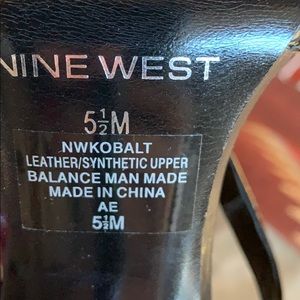 NINE WEST
5½M
NWKOBALT
LEATHER/SYNTHETIC UPPER
BALANCE MAN MADE
MADE IN CHINA
AE
5½M